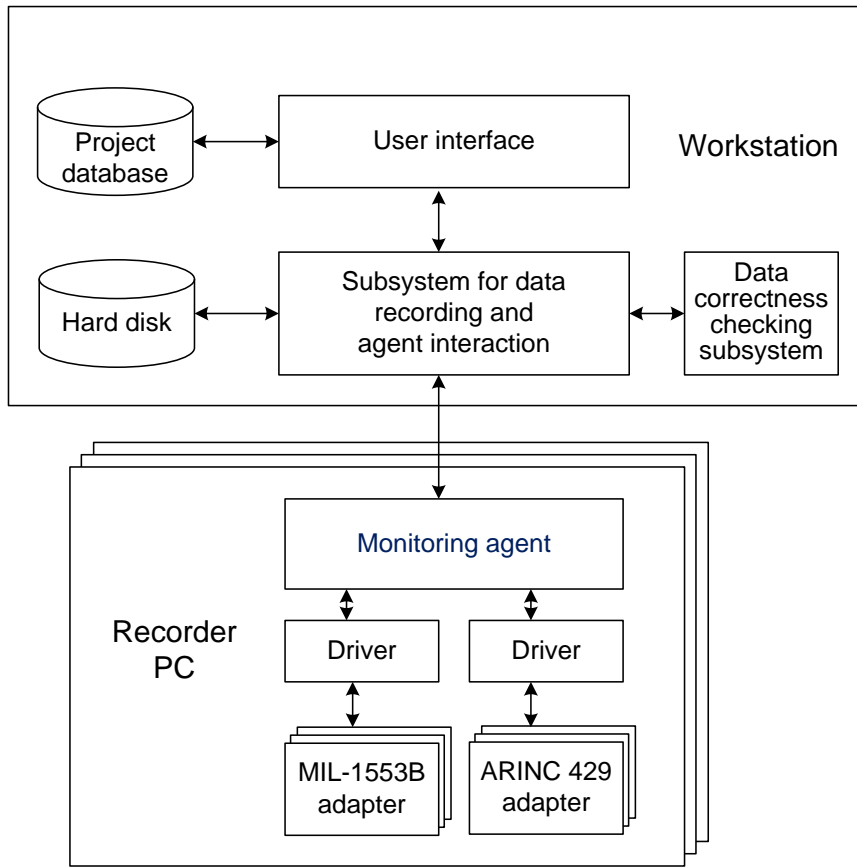 Project
database
User interface
Workstation
Hard disk
Subsystem for data
recording and
agent interaction
Data
correctness
checking
subsystem
Monitoring agent
Recorder
PC
Driver
Driver
MIL-1553B
adapter
ARINC 429
adapter